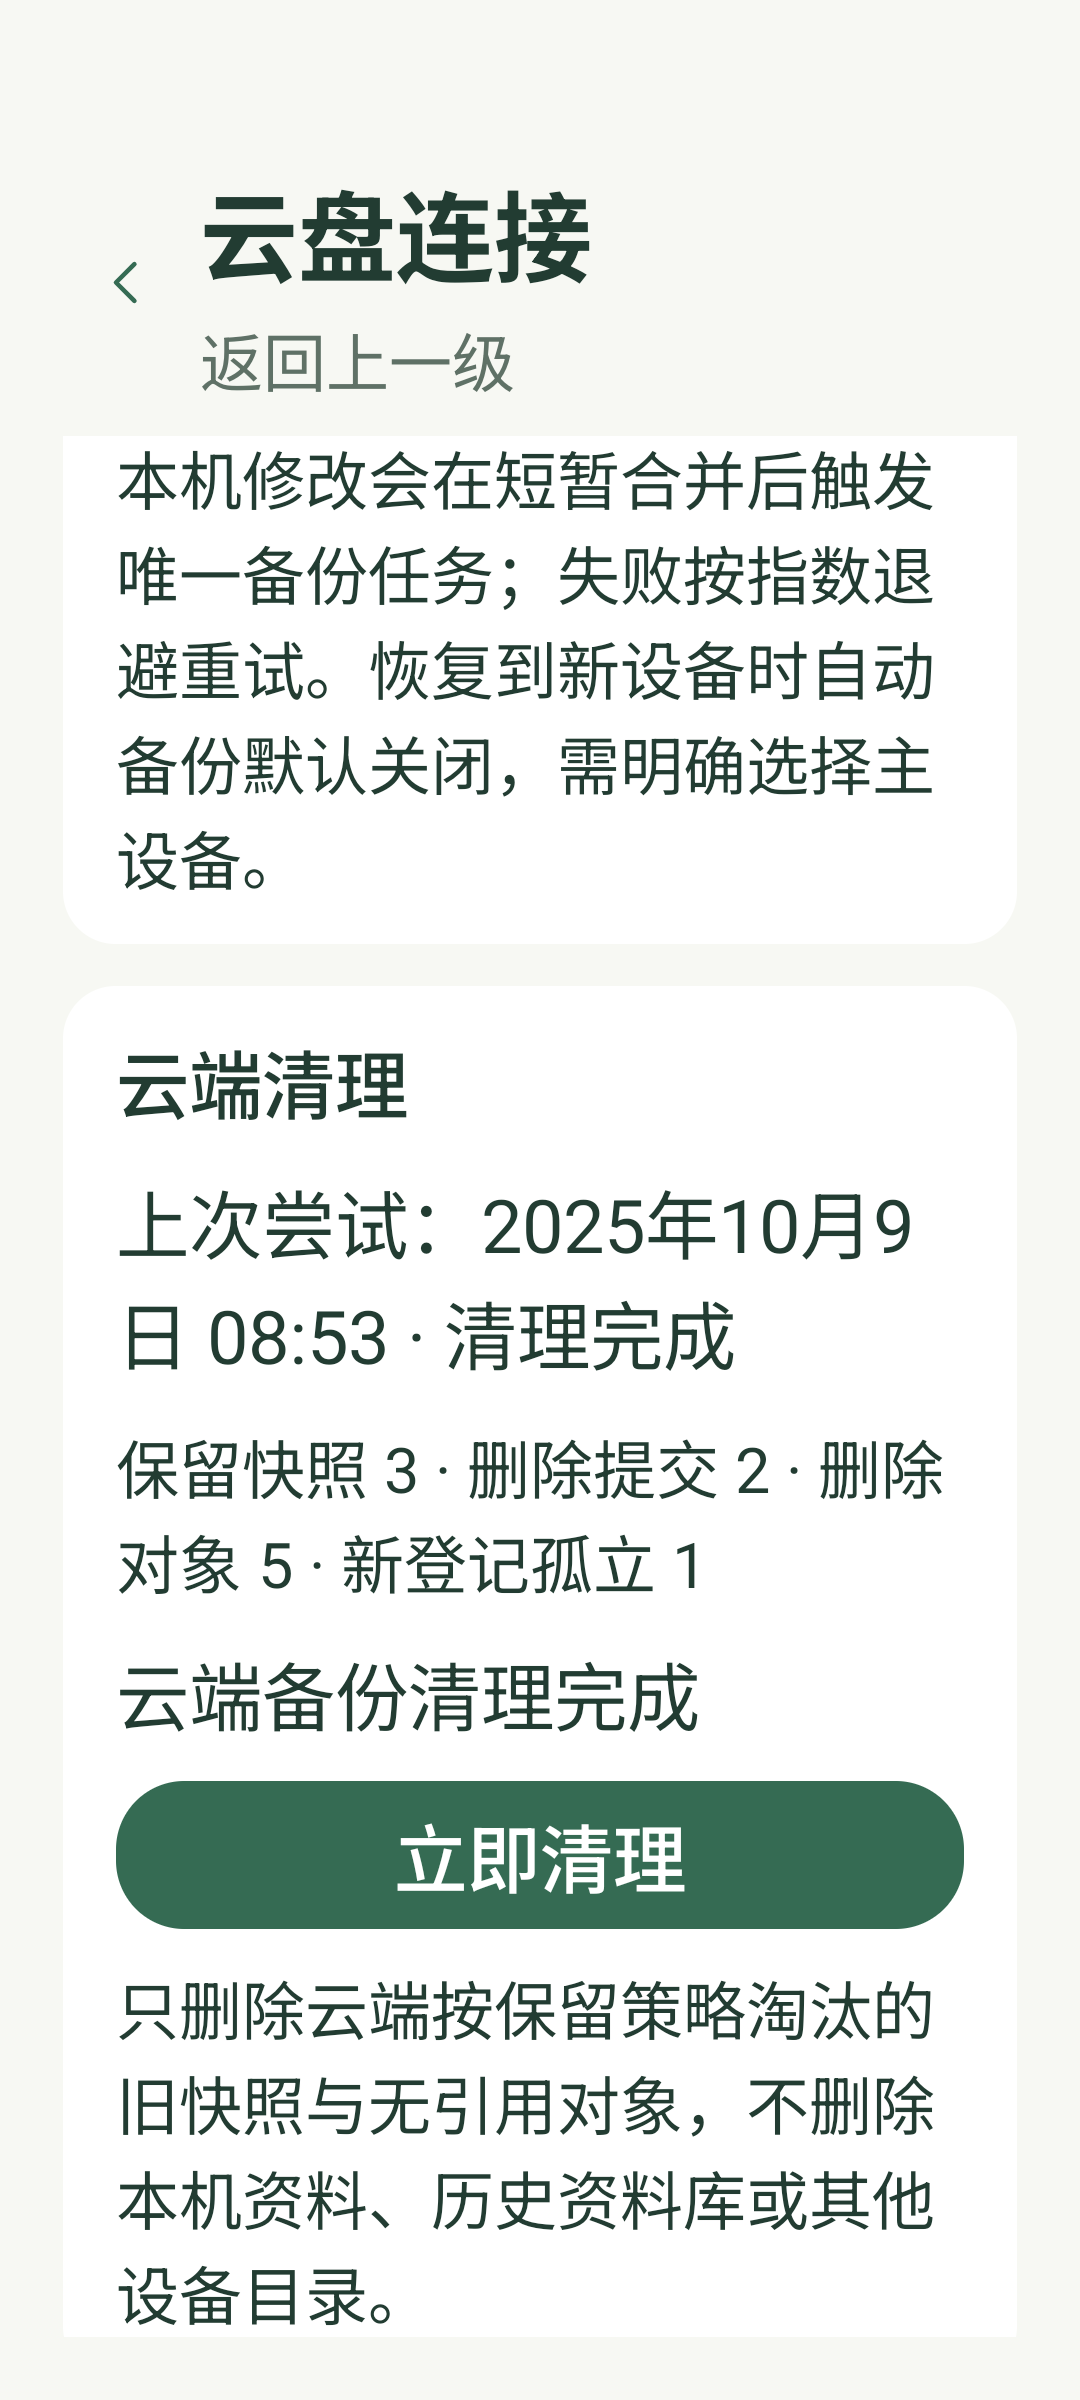 云盘连接
返回上一级
本机修改会在短暂合并后触发
唯一备份任务；失败按指数退
避重试。恢复到新设备时自动
备份默认关闭，需明确选择主
设备。
云端清理
上次尝试：2025年10月9
日 08:53 · 清理完成
保留快照 3 · 删除提交 2 · 删除
对象 5 · 新登记孤立 1
云端备份清理完成
立即清理
只删除云端按保留策略淘汰的
旧快照与无引用对象，不删除
本机资料、历史资料库或其他
设备目录。